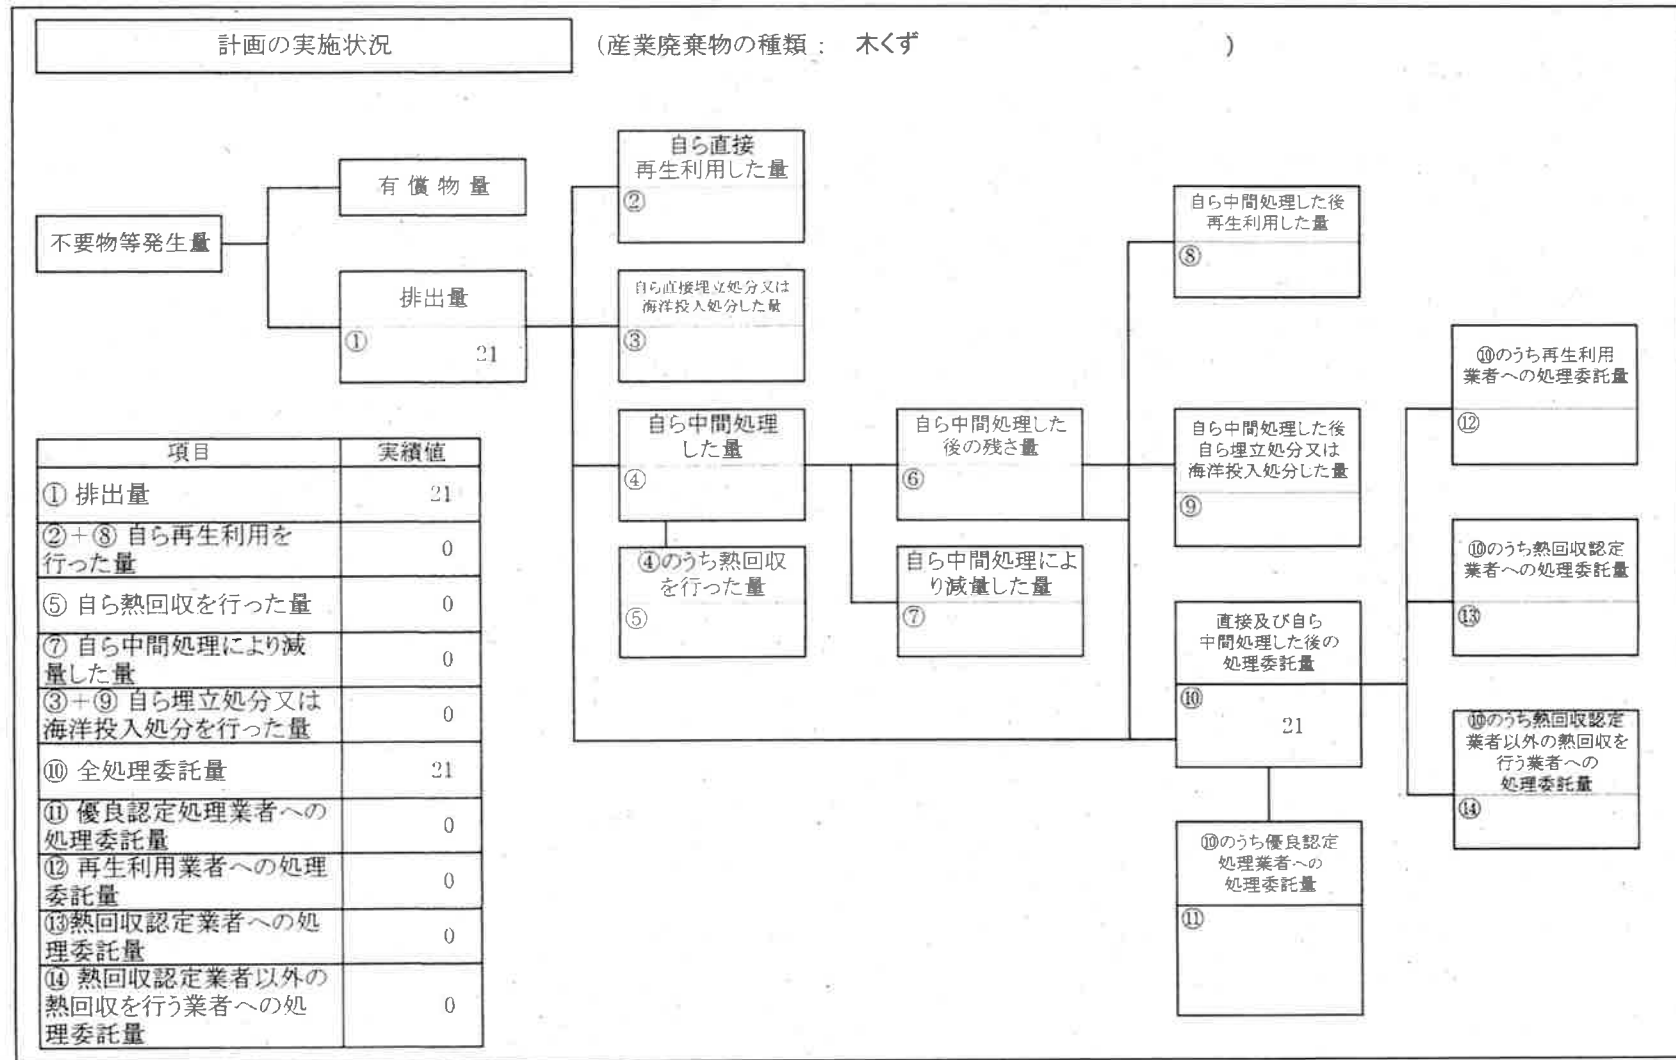 計画の実施状況
(産業廃棄物の種類： 木くず )
不要物等発生量
有償物量
排出量
① 21
自ら直接
再生利用した量
②
自ら直接埋立処分又は
海洋投入処分した量
③
自ら中間処理
した量
④
④のうち熱回収
を行った量
⑤
自ら中間処理した
後の残さ量
⑥
自ら中間処理によ
り減量した量
⑦
自ら中間処理した後
再生利用した量
⑧
自ら中間処理した後
自ら埋立処分又は
海洋投入処分した量
⑨
直接及び自ら
中間処理した後の
処理委託量
⑩
21
⑩のうち優良認定
処理業者への
処理委託量
⑪
⑩のうち再生利用
業者への処理委託量
⑫
⑩のうち熱回収認定
業者への処理委託量
⑬
⑩のうち熱回収認定
業者以外の熱回収を
行う業者への
処理委託量
⑭
項目 実績値
① 排出量 21
②＋⑧ 自ら再生利用を
行った量 0
⑤ 自ら熱回収を行った量 0
⑦ 自ら中間処理により減
量した量 0
③＋⑨ 自ら埋立処分又は
海洋投入処分を行った量 0
⑩ 全処理委託量 21
⑪ 優良認定処理業者への
処理委託量 0
⑫ 再生利用業者への処理
委託量 0
⑬熱回収認定業者への処
理委託量 0
⑭ 熱回収認定業者以外の
熱回収を行う業者への処
理委託量 0